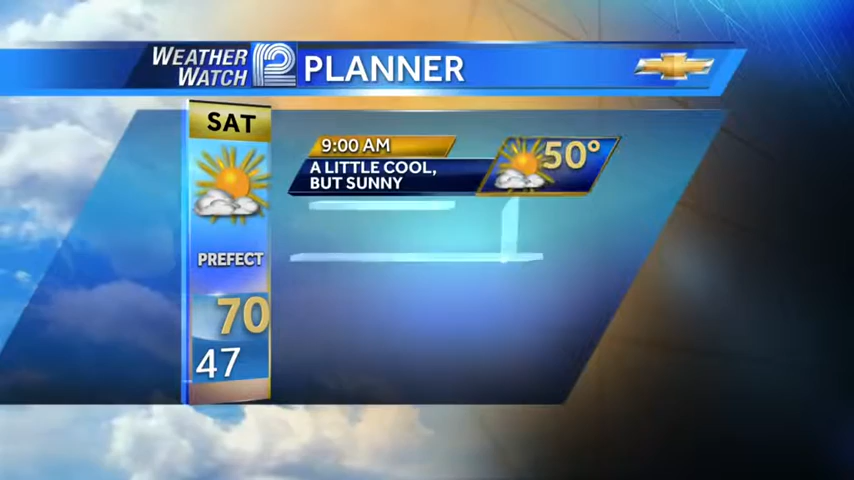 WEATHER
WATCH 12 PLANNER
SAT
PREFECT
70
47
9:00 AM
A LITTLE COOL,
BUT SUNNY
50°